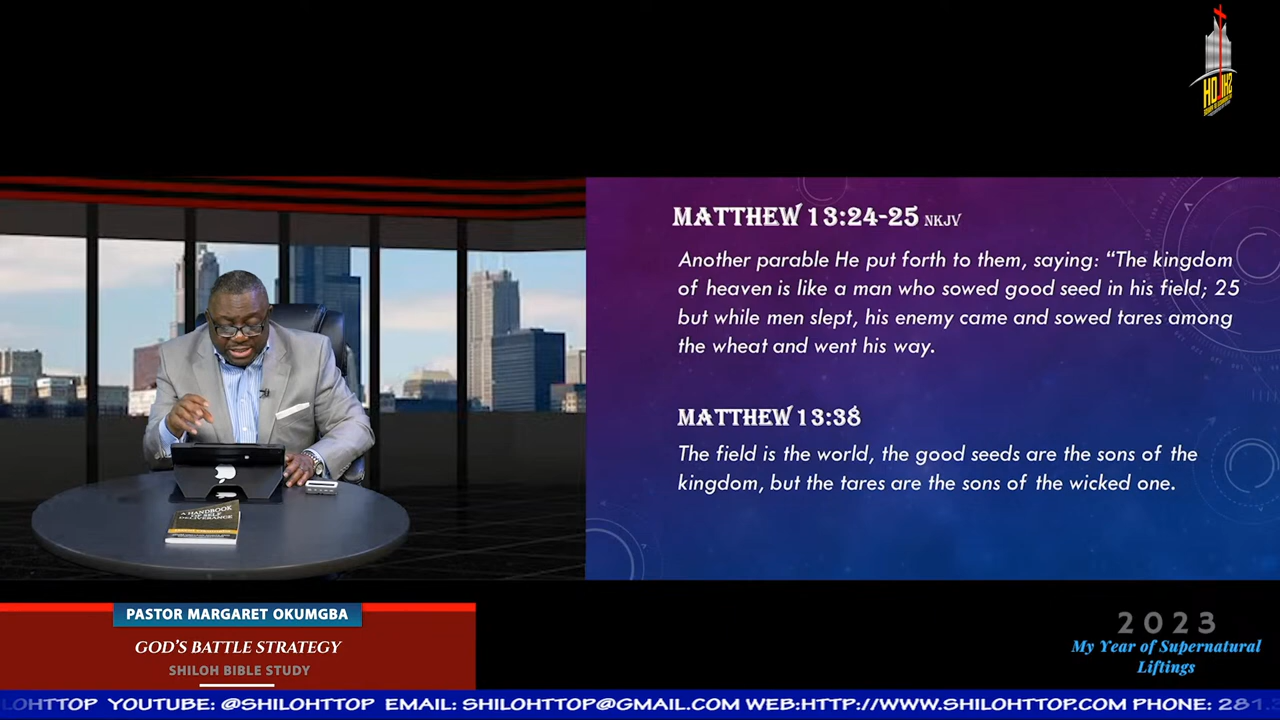 HOJIK2
MATTHEW 13:24-25 NKJV
Another parable He put forth to them, saying: “The kingdom
of heaven is like a man who sowed good seed in his field; 25
but while men slept, his enemy came and sowed tares among
the wheat and went his way.
MATTHEW 13:38
The field is the world, the good seeds are the sons of the
kingdom, but the tares are the sons of the wicked one.
A HANDBOOK
OF SELF
DELIVERANCE
PASTOR MARGARET OKUMGBA
GOD’S BATTLE STRATEGY
SHILOH BIBLE STUDY
2023
My Year of Supernatural
Liftings
LOHTTOP YOUTUBE: @SHILOHTTOP EMAIL: SHILOHTTOP@GMAIL.COM WEB:HTTP://WWW.SHILOHTTOP.COM PHONE: 281